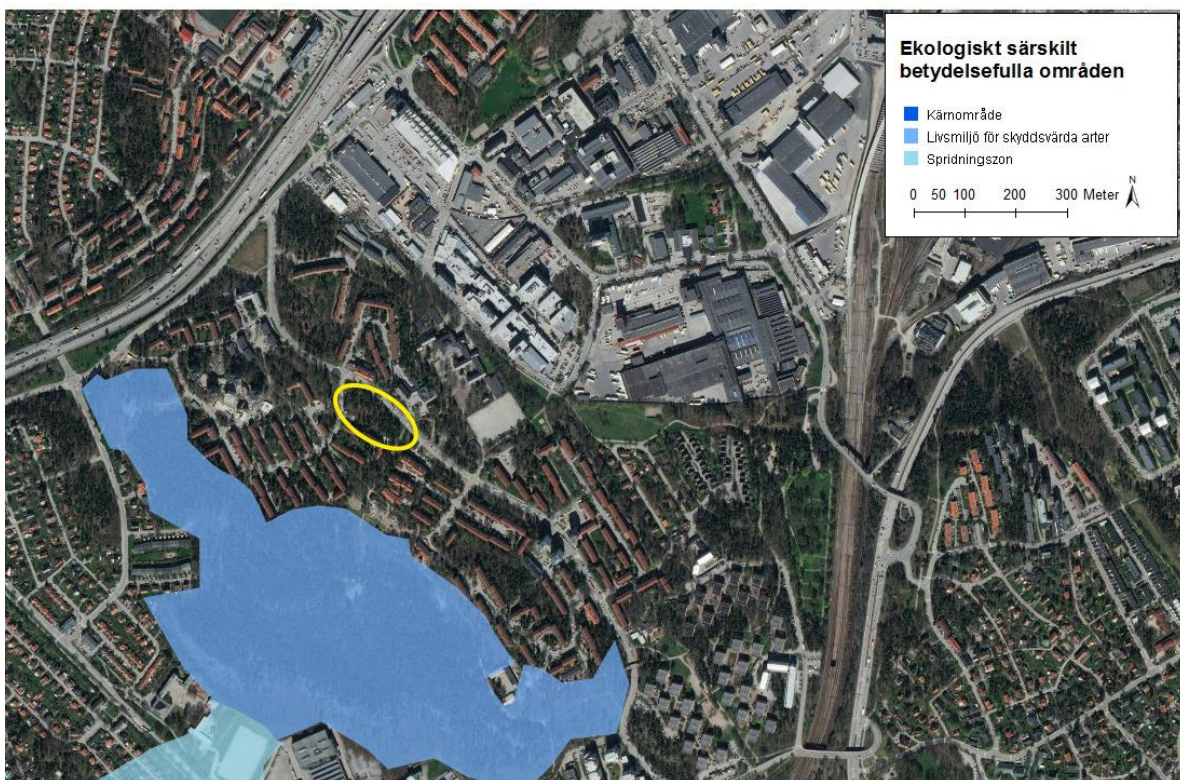 Ekologiskt särskilt
betydelsefulla områden
Kärnområde
Livsmiljö för skyddsvärda arter
Spridningszon
0 50 100 200 300 Meter
N